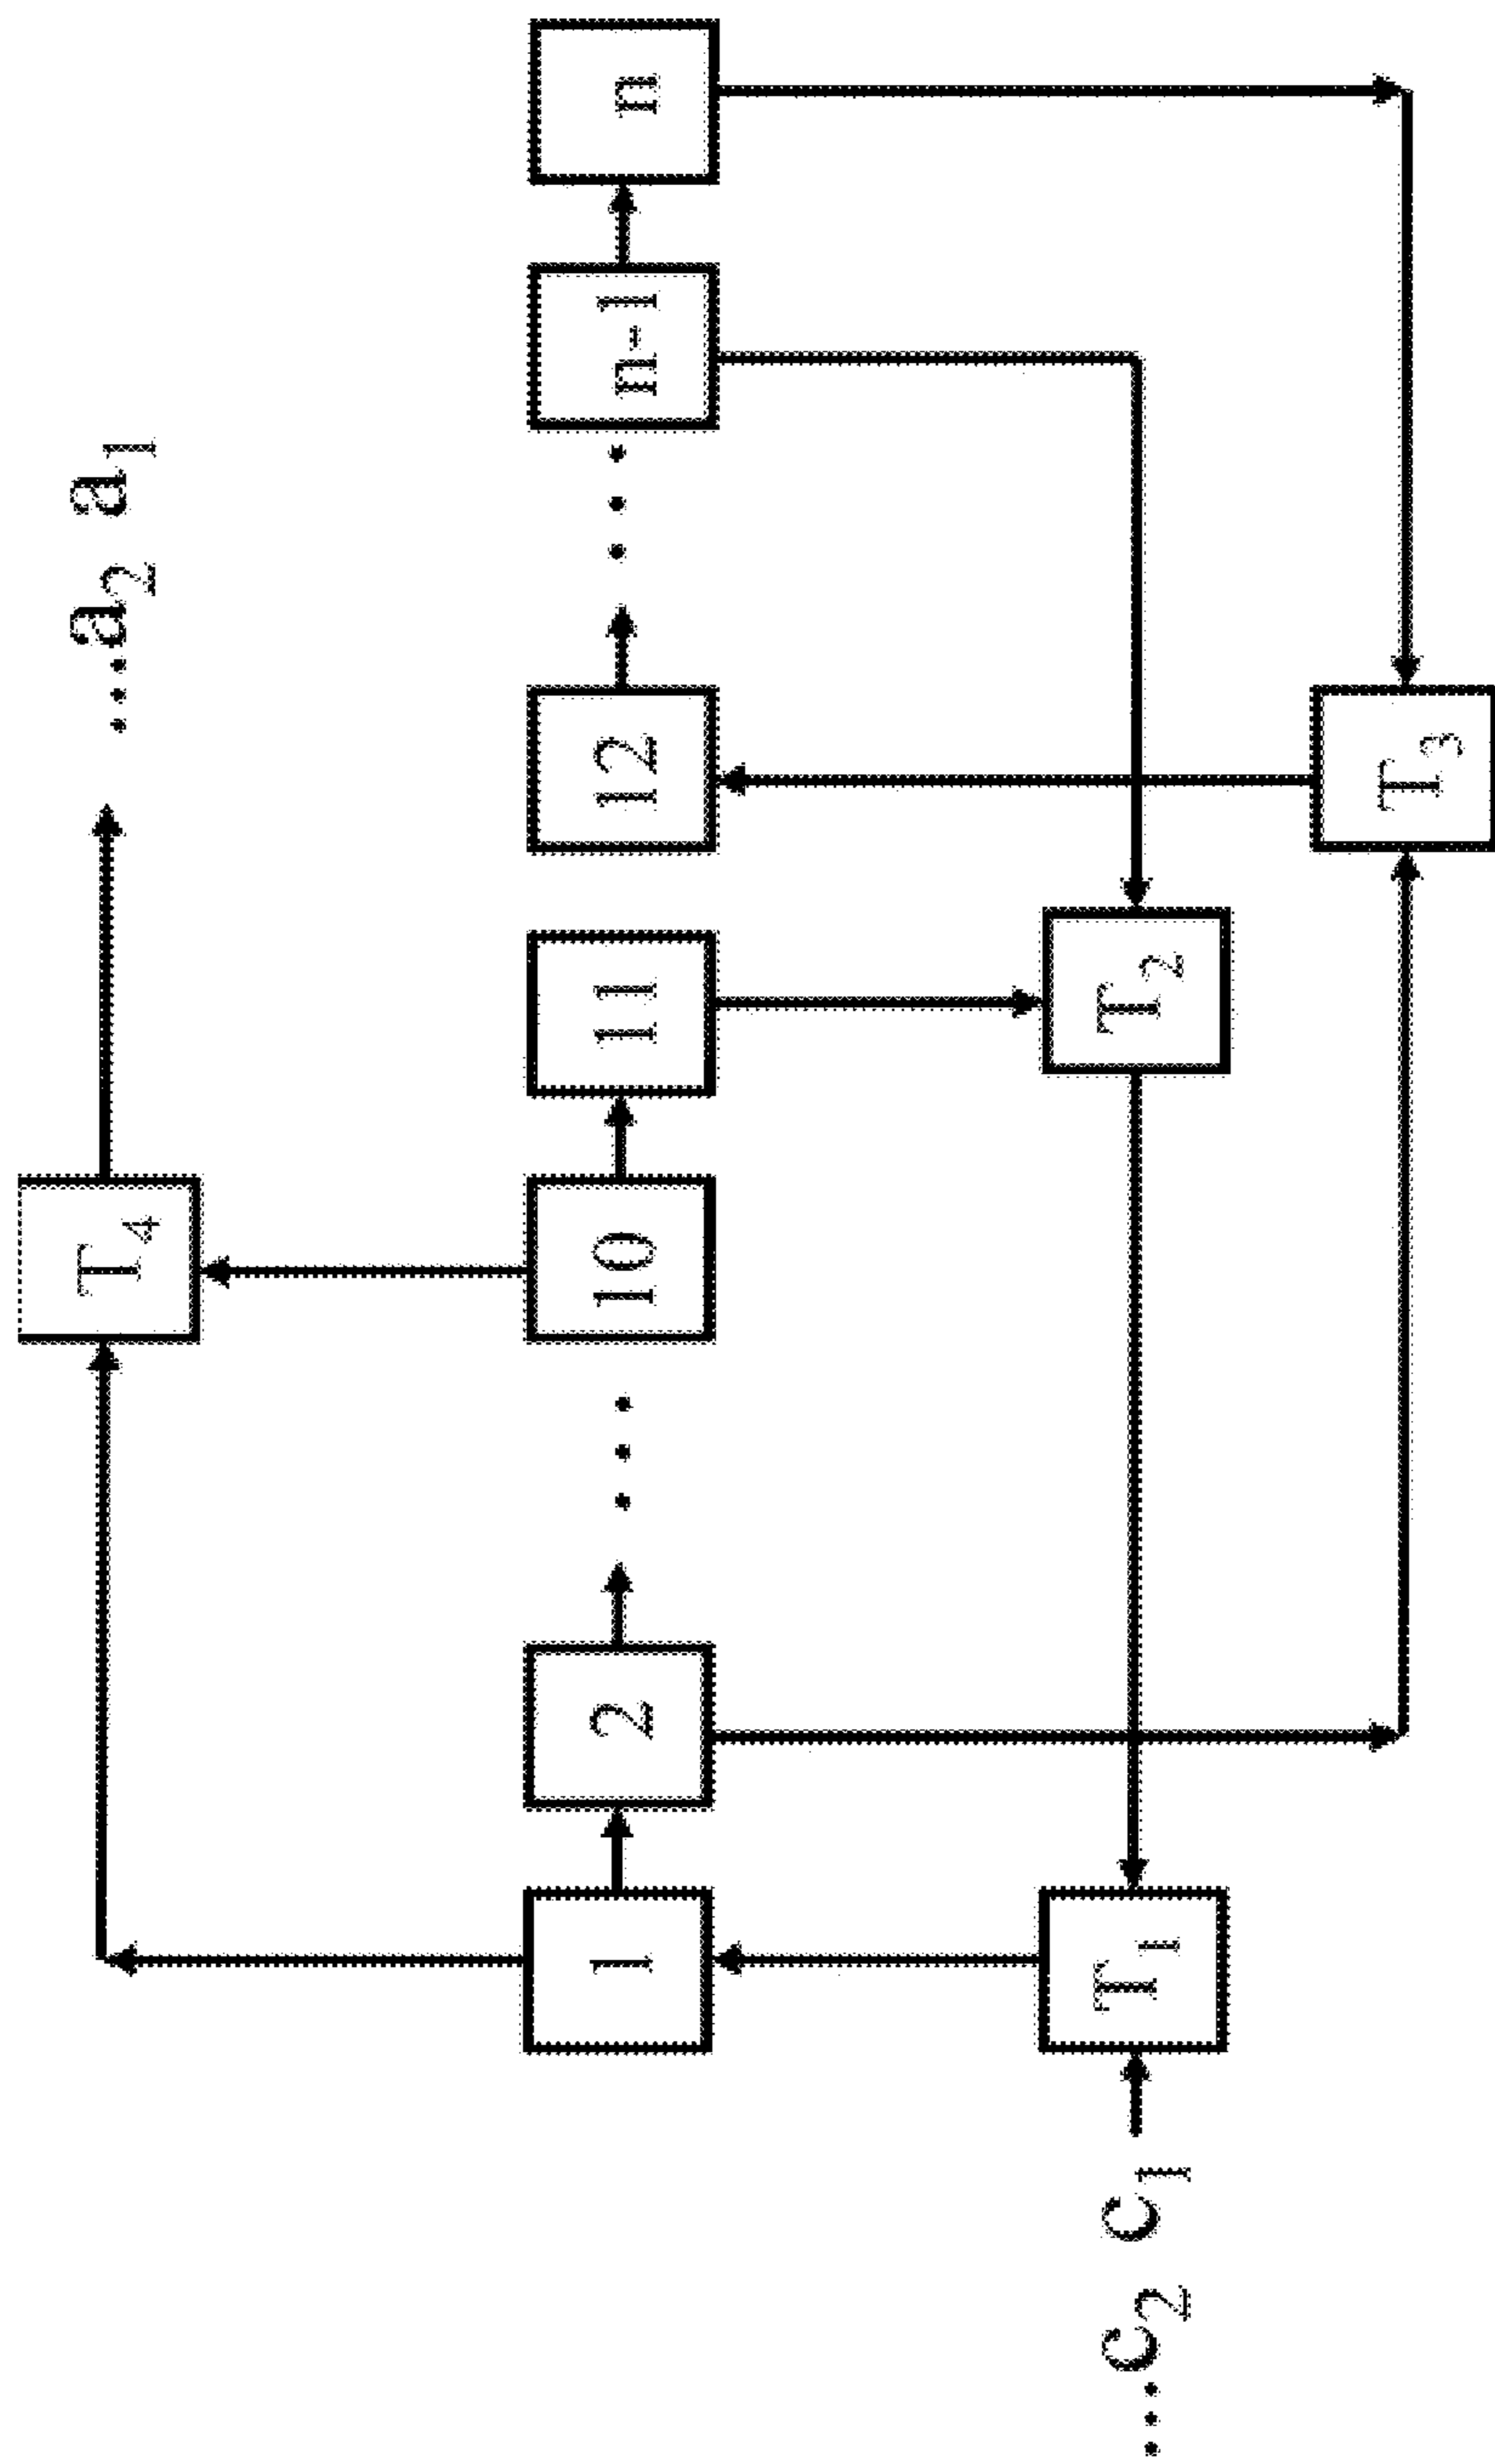 ...a₂ a₁
T₄
1
2
...
10
11
12
...
n-1
n
T₂
...c₂ c₁
T₁
T₃